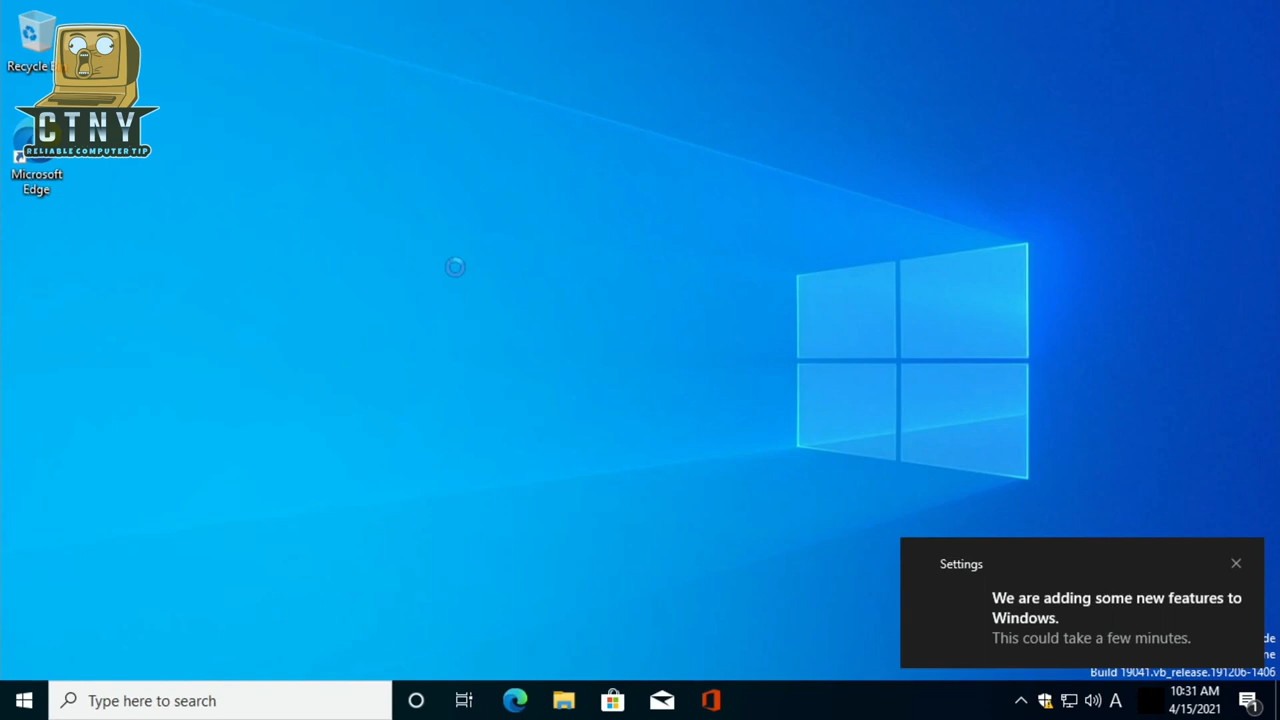 Recycle
CTNY
RELIABLE COMPUTER TIP
Microsoft
Edge
Settings
We are adding some new features to
Windows.
This could take a few minutes.
Build 19041.vb_release.191206-1406
Type here to search
A
10:31 AM
4/15/2021
1